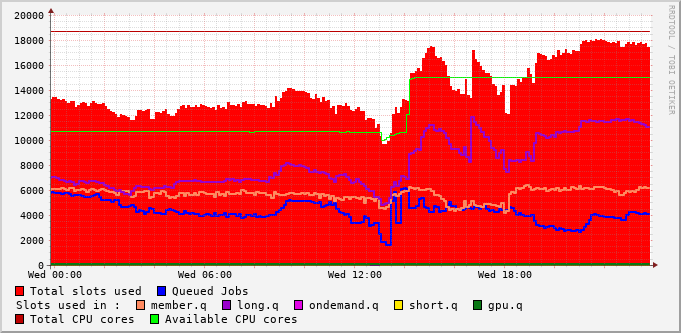 20000
18000
16000
14000
12000
10000
8000
6000
4000
2000
0
Wed 00:00 Wed 06:00 Wed 12:00 Wed 18:00
Total slots used Queued Jobs
Slots used in : member.q long.q ondemand.q short.q gpu.q
Total CPU cores Available CPU cores
RRDTOOL / TOBI OETIKER